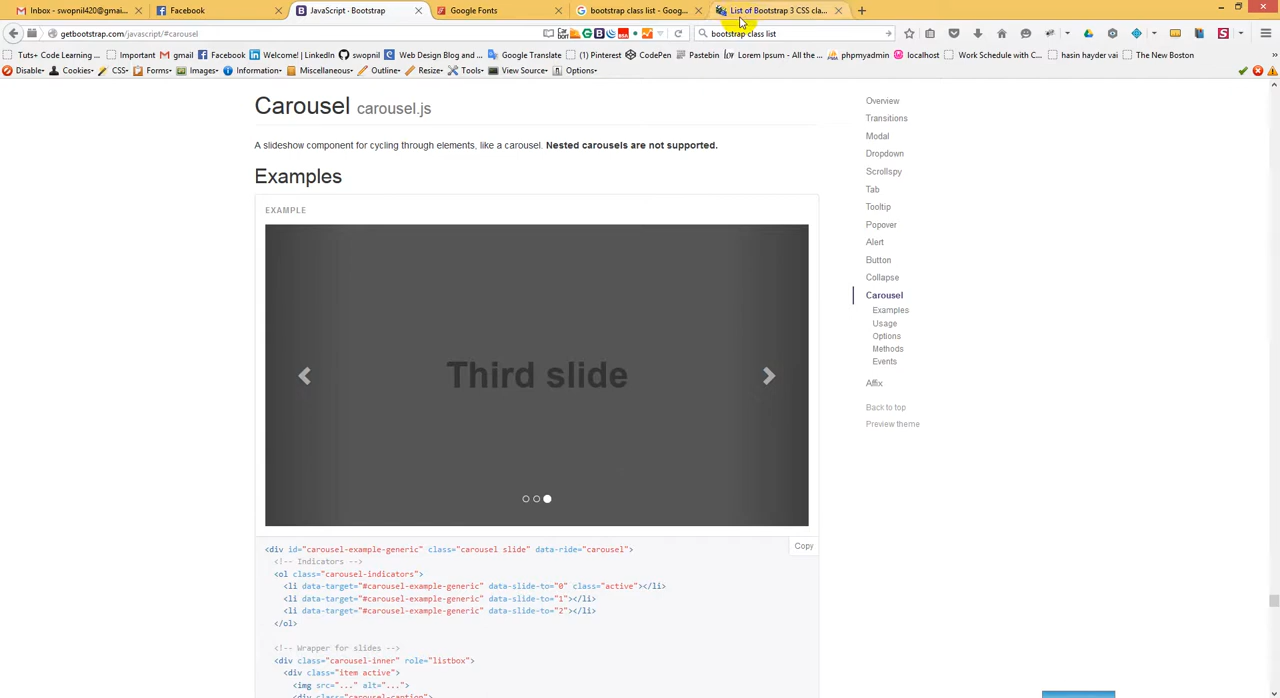 Inbox - swopnil420@gmai...
Facebook
JavaScript · Bootstrap
Google Fonts
bootstrap class list - Goog...
List of Bootstrap 3 CSS cla...
getbootstrap.com/javascript/#carousel
bootstrap class list
Tuts+ Code Learning ...
Important
gmail
Facebook
Welcome! | LinkedIn
swopnil
Web Design Blog and ...
Google Translate
(1) Pinterest
CodePen
Pastebin
Lorem Ipsum - All the ...
phpmyadmin
localhost
Work Schedule with C...
hasin hayder vai
The New Boston
Disable
Cookies
CSS
Forms
Images
Information
Miscellaneous
Outline
Resize
Tools
View Source
Options
Carousel carousel.js
A slideshow component for cycling through elements, like a carousel. Nested carousels are not supported.
Examples
EXAMPLE
Third slide
Copy
<div id="carousel-example-generic" class="carousel slide" data-ride="carousel">
<!-- Indicators -->
<ol class="carousel-indicators">
<li data-target="#carousel-example-generic" data-slide-to="0" class="active"></li>
<li data-target="#carousel-example-generic" data-slide-to="1"></li>
<li data-target="#carousel-example-generic" data-slide-to="2"></li>
</ol>
<!-- Wrapper for slides -->
<div class="carousel-inner" role="listbox">
<div class="item active">
<img src="..." alt="...">
<div class="carousel-caption">
Overview
Transitions
Modal
Dropdown
Scrollspy
Tab
Tooltip
Popover
Alert
Button
Collapse
Carousel
Examples
Usage
Options
Methods
Events
Affix
Back to top
Preview theme